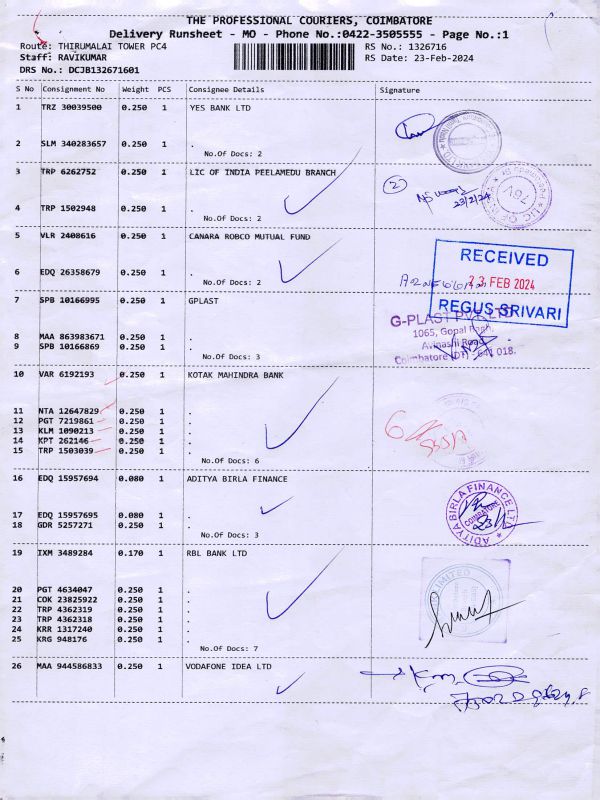 THE PROFESSIONAL COURIERS, COIMBATORE
Delivery Runsheet - MO - Phone No.:0422-3505555 - Page No.:1
Route: THIRUMALAI TOWER PC4 RS No.: 1326716
Staff: RAVIKUMAR RS Date: 23-Feb-2024
DRS No.: DCJB132671601
S No Consignment No Weight PCS Consignee Details Signature
1 TRZ 30039500 0.250 1 YES BANK LTD
2 SLM 340283657 0.250 1 .
No.Of Docs: 2
3 TRP 6262752 0.250 1 LIC OF INDIA PEELAMEDU BRANCH
2
23/2/24
76V
4 TRP 1502948 0.250 1 .
No.Of Docs: 2
5 VLR 2408616 0.250 1 CANARA ROBCO MUTUAL FUND
RECEIVED
6 EDQ 26358679 0.250 1 .
No.Of Docs: 2
23 FEB 2024
REGUS SRIVARI
7 SPB 10166995 0.250 1 GPLAST
G-PLAST PVT LTD
1065, Gopal Bagh,
Avinashi Road,
Coimbatore (DT) - 641 018.
8 MAA 863983671 0.250 1 .
9 SPB 10166869 0.250 1 .
No.Of Docs: 3
10 VAR 6192193 0.250 1 KOTAK MAHINDRA BANK
11 NTA 12647829 0.250 1 .
12 PGT 7219861 0.250 1 .
13 KLM 1090213 0.250 1 .
14 KPT 262146 0.250 1 .
15 TRP 1503039 0.250 1 .
No.Of Docs: 6
6
16 EDQ 15957694 0.080 1 ADITYA BIRLA FINANCE
ADITYA BIRLA FINANCE LTD.
COIMBATORE
17 EDQ 15957695 0.080 1 .
18 GDR 5257271 0.250 1 .
No.Of Docs: 3
19 IXM 3489284 0.170 1 RBL BANK LTD
LIMITED
20 PGT 4634047 0.250 1 .
21 COK 23825922 0.250 1 .
22 TRP 4362319 0.250 1 .
23 TRP 4362318 0.250 1 .
24 KRR 1317240 0.250 1 .
25 KRG 948176 0.250 1 .
No.Of Docs: 7
26 MAA 944586833 0.250 1 VODAFONE IDEA LTD